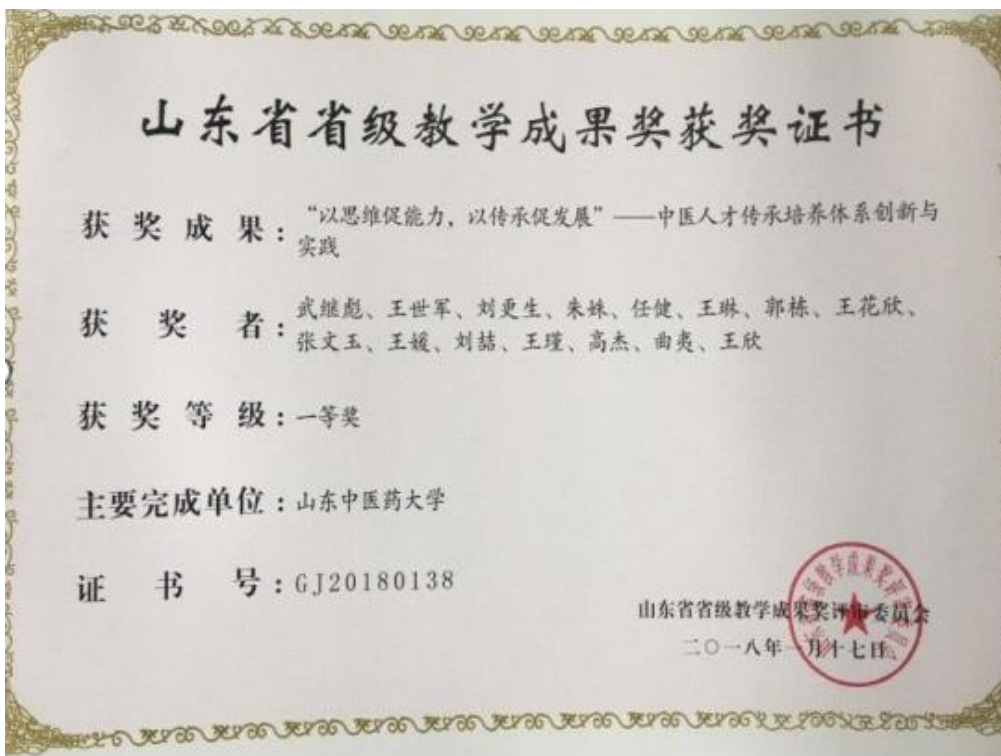 山东省省级教学成果奖获奖证书
获奖成果：“以思维促能力，以传承促发展”——中医人才传承培养体系创新与
实践
获奖者：武继彪、王世军、刘更生、朱姝、任健、王琳、郭栋、王花欣、
张文玉、王媛、刘喆、王瑾、高杰、曲夷、王欣
获奖等级：一等奖
主要完成单位：山东中医药大学
证书号：GJ20180138
山东省省级教学成果奖评审委员会
二〇一八年一月十七日